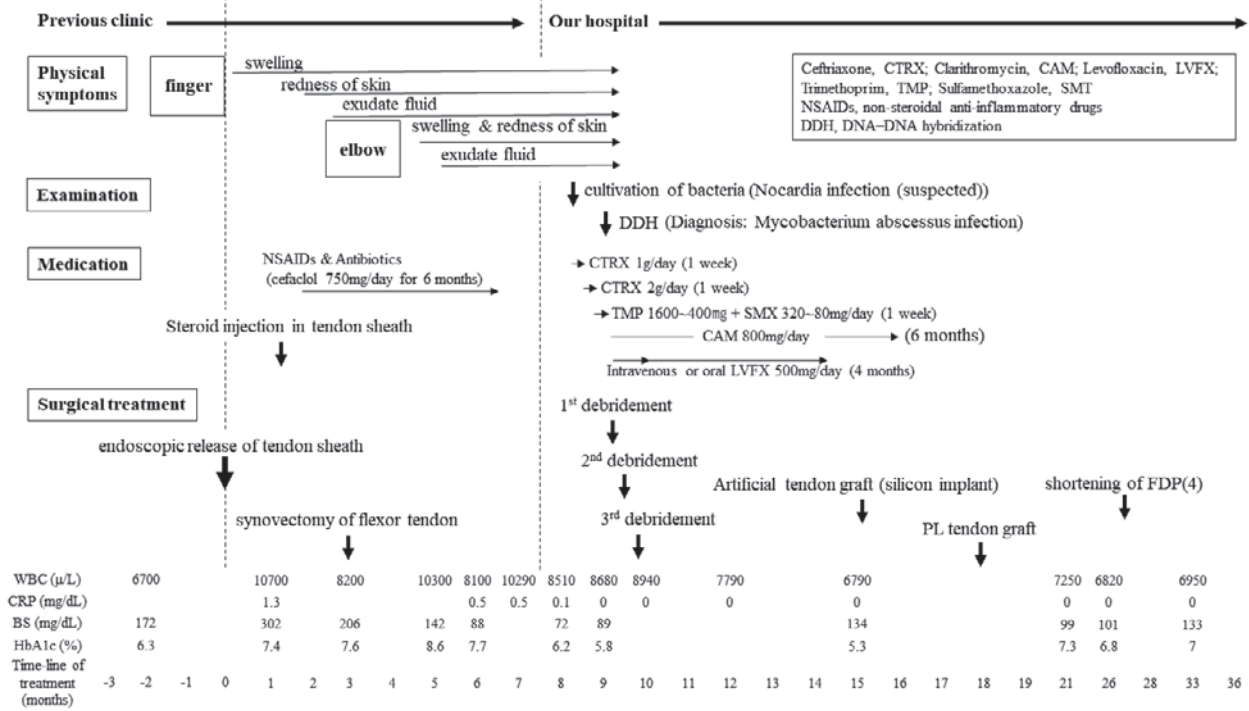 Previous clinic
Our hospital
Physical symptoms
finger
swelling
redness of skin
exudate fluid
elbow
swelling & redness of skin
exudate fluid
Ceftriaxone, CTRX; Clarithromycin, CAM; Levofloxacin, LVFX;
Trimethoprim, TMP; Sulfamethoxazole, SMT
NSAIDs, non-steroidal anti-inflammatory drugs
DDH, DNA–DNA hybridization
Examination
cultivation of bacteria (Nocardia infection (suspected))
DDH (Diagnosis: Mycobacterium abscessus infection)
Medication
NSAIDs & Antibiotics
(cefaclol 750mg/day for 6 months)
CTRX 1g/day (1 week)
CTRX 2g/day (1 week)
TMP 1600~400mg + SMX 320~80mg/day (1 week)
Steroid injection in tendon sheath
CAM 800mg/day (6 months)
Intravenous or oral LVFX 500mg/day (4 months)
Surgical treatment
1st debridement
endoscopic release of tendon sheath
2nd debridement
Artificial tendon graft (silicon implant)
shortening of FDP(4)
synovectomy of flexor tendon
3rd debridement
PL tendon graft
WBC (μ/L) 6700 10700 8200 10300 8100 10290 8510 8680 8940 7790 6790 7250 6820 6950
CRP (mg/dL) 1.3 0.5 0.5 0.1 0 0 0 0 0 0 0
BS (mg/dL) 172 302 206 142 88 72 89 134 99 101 133
HbA1c (%) 6.3 7.4 7.6 8.6 7.7 6.2 5.8 5.3 7.3 6.8 7
Time-line of
treatment -3 -2 -1 0 1 2 3 4 5 6 7 8 9 10 11 12 13 14 15 16 17 18 19 21 26 28 33 36
(months)